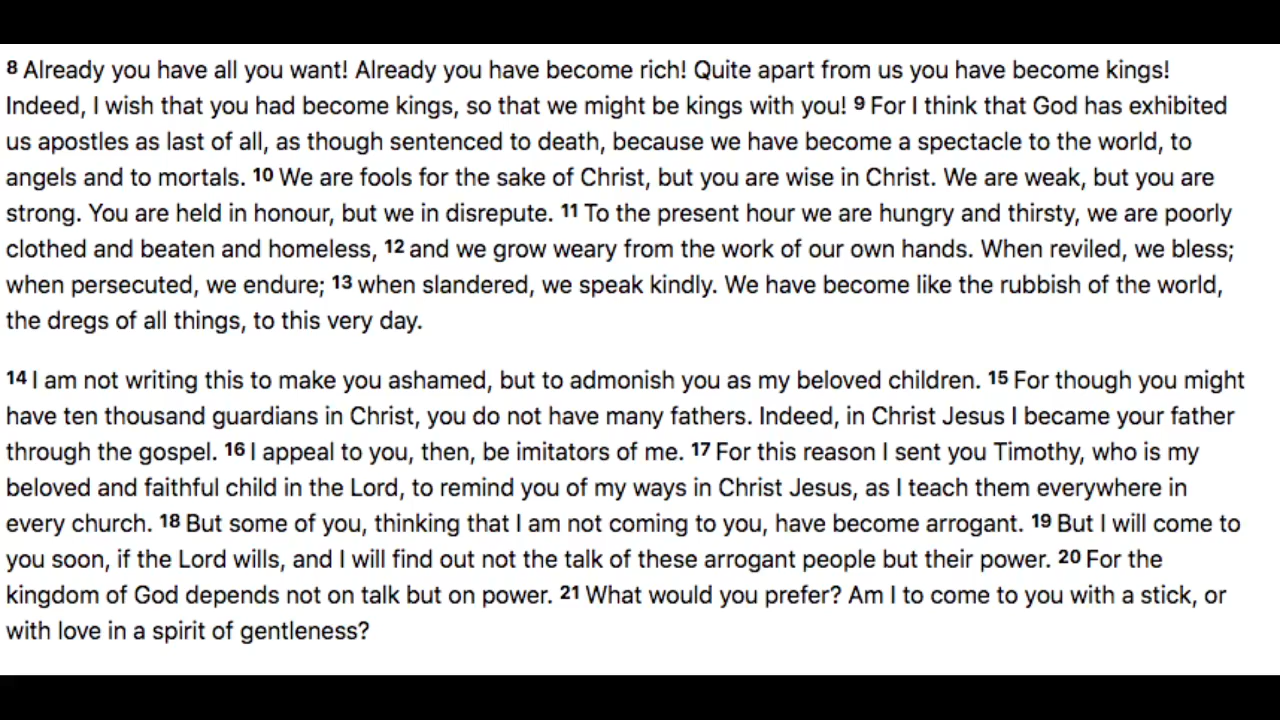 8 Already you have all you want! Already you have become rich! Quite apart from us you have become kings!
Indeed, I wish that you had become kings, so that we might be kings with you! 9 For I think that God has exhibited
us apostles as last of all, as though sentenced to death, because we have become a spectacle to the world, to
angels and to mortals. 10 We are fools for the sake of Christ, but you are wise in Christ. We are weak, but you are
strong. You are held in honour, but we in disrepute. 11 To the present hour we are hungry and thirsty, we are poorly
clothed and beaten and homeless, 12 and we grow weary from the work of our own hands. When reviled, we bless;
when persecuted, we endure; 13 when slandered, we speak kindly. We have become like the rubbish of the world,
the dregs of all things, to this very day.
14 I am not writing this to make you ashamed, but to admonish you as my beloved children. 15 For though you might
have ten thousand guardians in Christ, you do not have many fathers. Indeed, in Christ Jesus I became your father
through the gospel. 16 I appeal to you, then, be imitators of me. 17 For this reason I sent you Timothy, who is my
beloved and faithful child in the Lord, to remind you of my ways in Christ Jesus, as I teach them everywhere in
every church. 18 But some of you, thinking that I am not coming to you, have become arrogant. 19 But I will come to
you soon, if the Lord wills, and I will find out not the talk of these arrogant people but their power. 20 For the
kingdom of God depends not on talk but on power. 21 What would you prefer? Am I to come to you with a stick, or
with love in a spirit of gentleness?